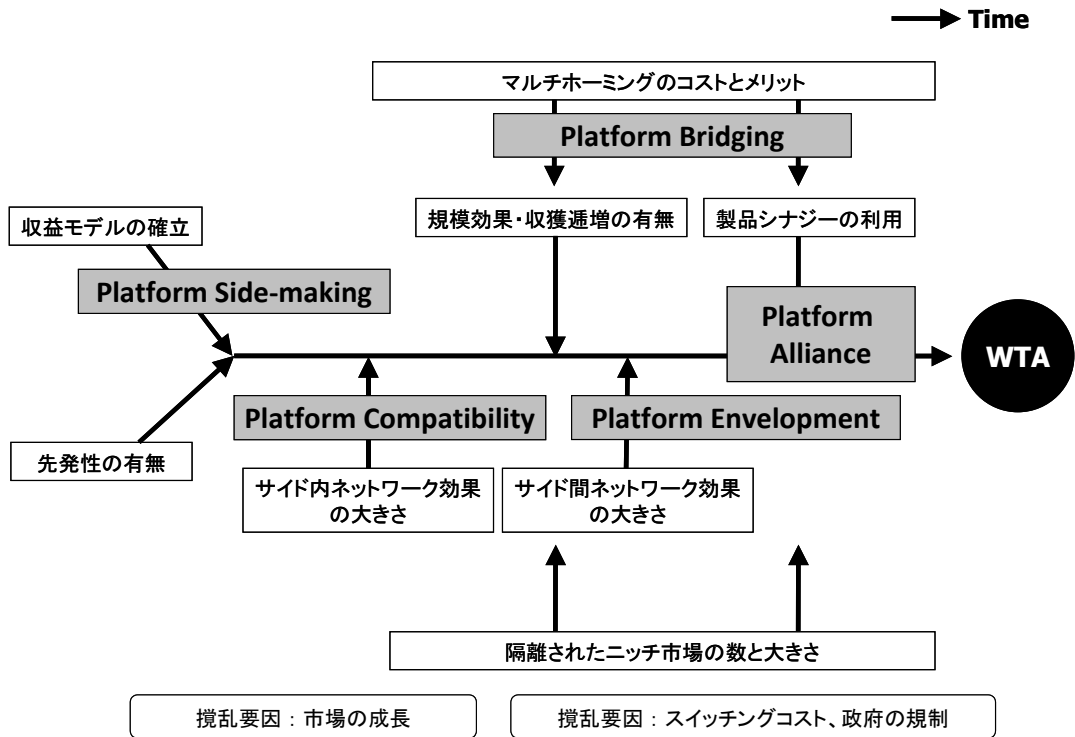 Time
マルチホーミングのコストとメリット
Platform Bridging
収益モデルの確立
規模効果・収獲逓増の有無
製品シナジーの利用
Platform Side-making
Platform
Alliance
WTA
Platform Compatibility
Platform Envelopment
先発性の有無
サイド内ネットワーク効果
の大きさ
サイド間ネットワーク効果
の大きさ
隔離されたニッチ市場の数と大きさ
撹乱要因：市場の成長
撹乱要因：スイッチングコスト、政府の規制